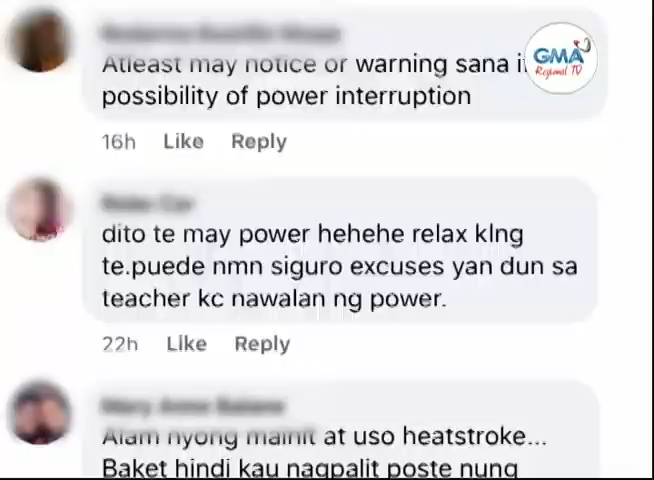 Atleast may notice or warning sana i
possibility of power interruption
GMA
Regional TV
16h Like Reply
dito te may power hehehe relax klng
te.puede nmn siguro excuses yan dun sa
teacher kc nawalan ng power.
22h Like Reply
Alam nyong mainit at uso heatstroke...
Baket hindi kau nagpalit poste nung